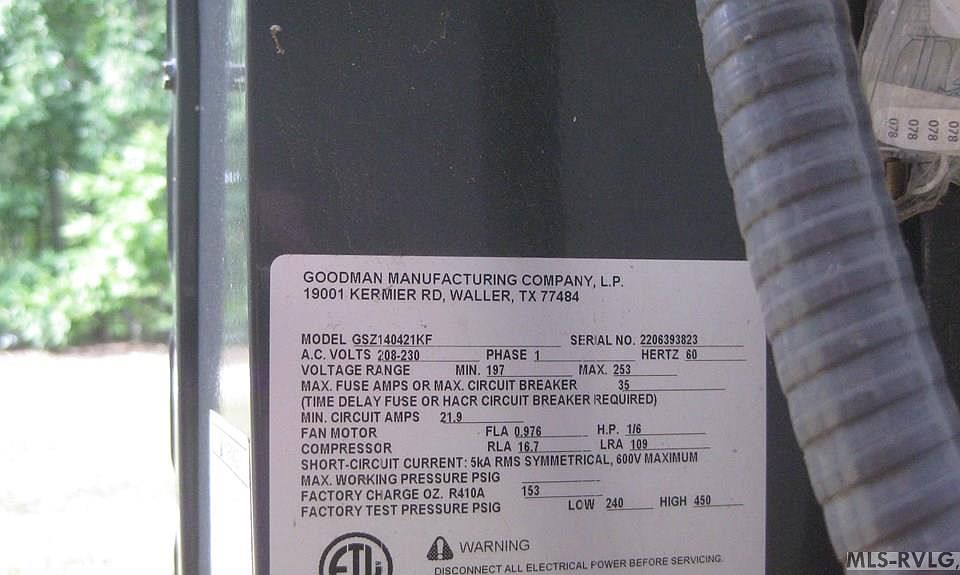 GOODMAN MANUFACTURING COMPANY, L.P.
19001 KERMIER RD, WALLER, TX 77484
MODEL GSZ140421KF SERIAL NO. 2206393823
A.C. VOLTS 208-230 PHASE 1 HERTZ 60
VOLTAGE RANGE MIN. 197 MAX. 253
MAX. FUSE AMPS OR MAX. CIRCUIT BREAKER 35
(TIME DELAY FUSE OR HACR CIRCUIT BREAKER REQUIRED)
MIN. CIRCUIT AMPS 21.9
FAN MOTOR FLA 0.976 H.P. 1/6
COMPRESSOR RLA 16.7 LRA 109
SHORT-CIRCUIT CURRENT: 5kA RMS SYMMETRICAL, 600V MAXIMUM
MAX. WORKING PRESSURE PSIG
FACTORY CHARGE OZ. R410A 153
FACTORY TEST PRESSURE PSIG LOW 240 HIGH 450
ETL
WARNING
DISCONNECT ALL ELECTRICAL POWER BEFORE SERVICING.
078 078 078 078
MLS-RVLG,